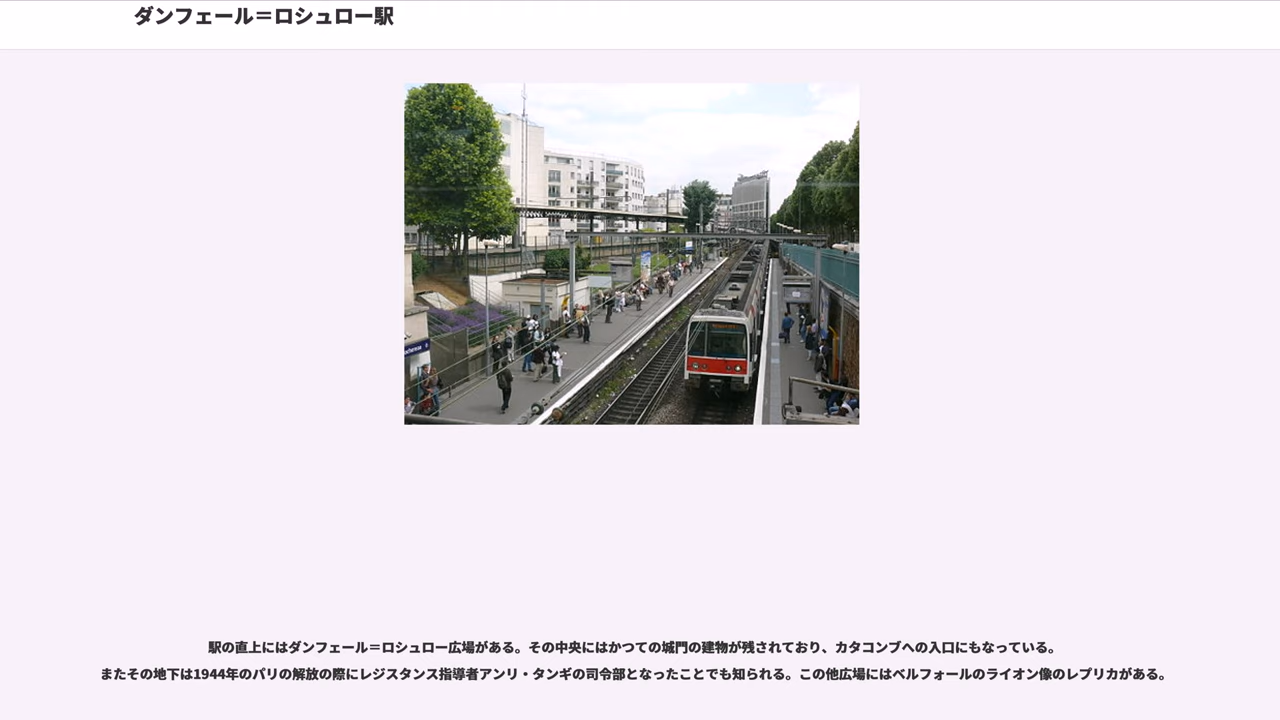 ダンフェール＝ロシュロー駅
駅の直上にはダンフェール＝ロシュロー広場がある。その中央にはかつての城門の建物が残されており、カタコンブへの入口にもなっている。
またその地下は1944年のパリの解放の際にレジスタンス指導者アンリ・タンギの司令部となったことでも知られる。この他広場にはベルフォールのライオン像のレプリカがある。